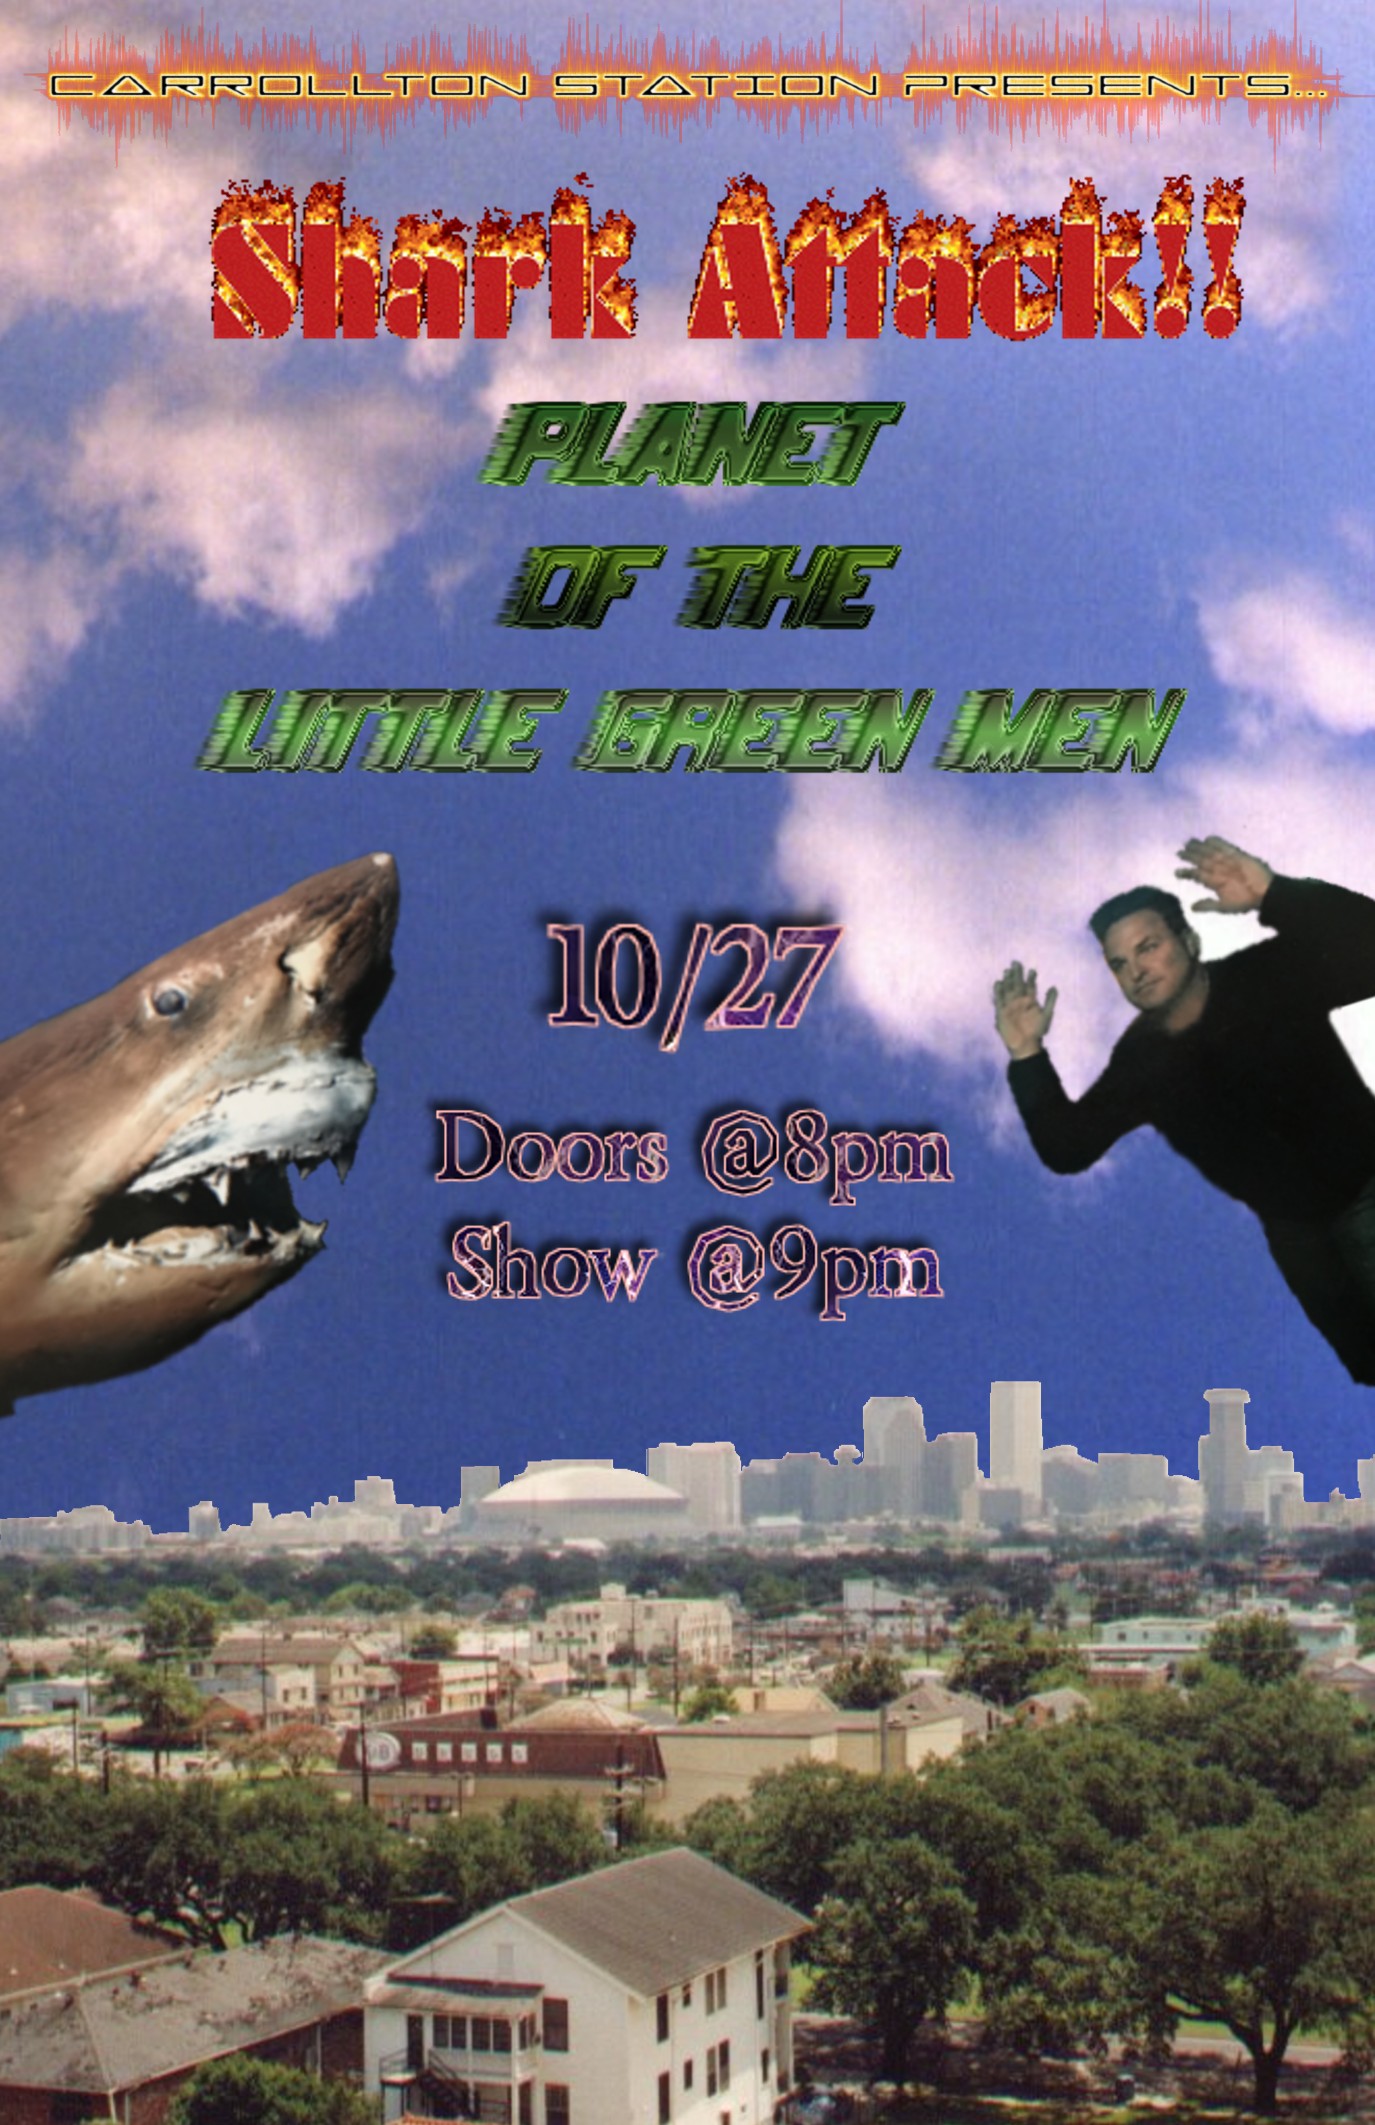 CARROLLTON STATION PRESENTS...
Shark Attack!!
PLANET
OF THE
LITTLE GREEN MEN
10/27
Doors @8pm
Show @9pm